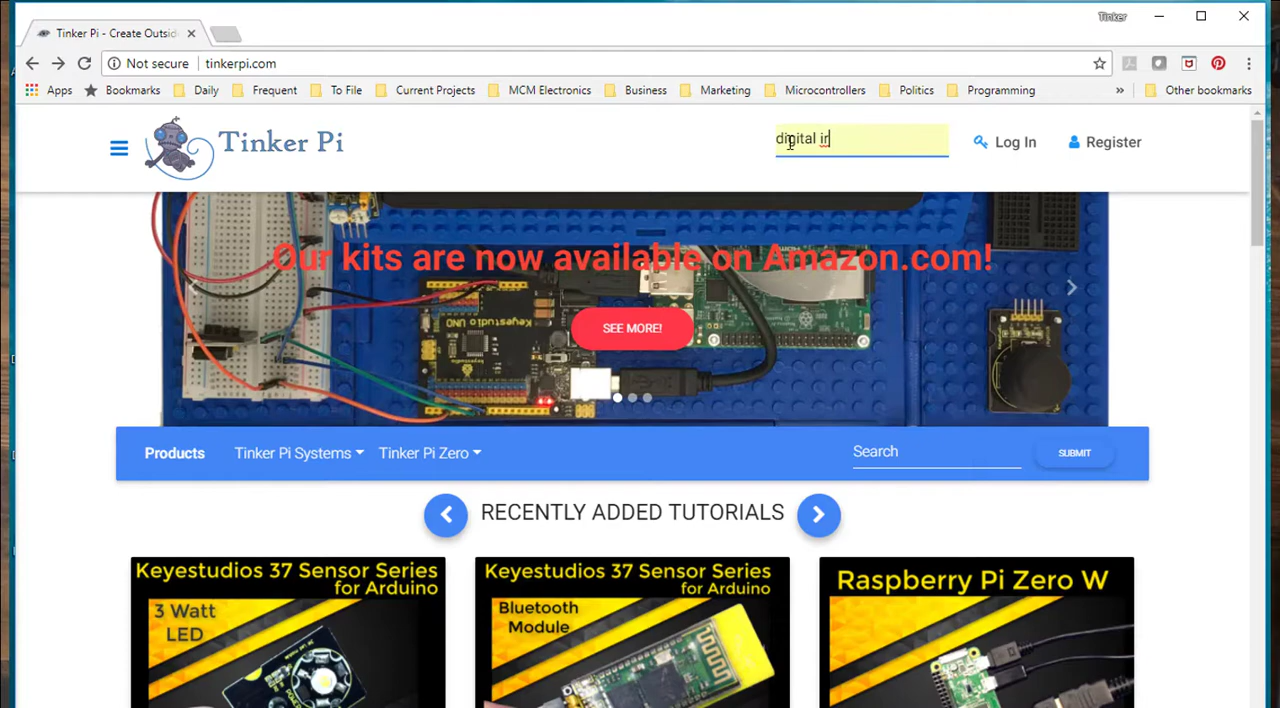 Tinker
Tinker Pi - Create Outsid
Not secure tinkerpi.com
Apps Bookmarks Daily Frequent To File Current Projects MCM Electronics Business Marketing Microcontrollers Politics Programming » Other bookmarks
Tinker Pi digital ir Log In Register
Our kits are now available on Amazon.com!
SEE MORE!
Keyestudio UNO
Products Tinker Pi Systems Tinker Pi Zero Search SUBMIT
RECENTLY ADDED TUTORIALS
Keyestudios 37 Sensor Series
for Arduino
3 Watt
LED
Keyestudios 37 Sensor Series
for Arduino
Bluetooth
Module
Raspberry Pi Zero W